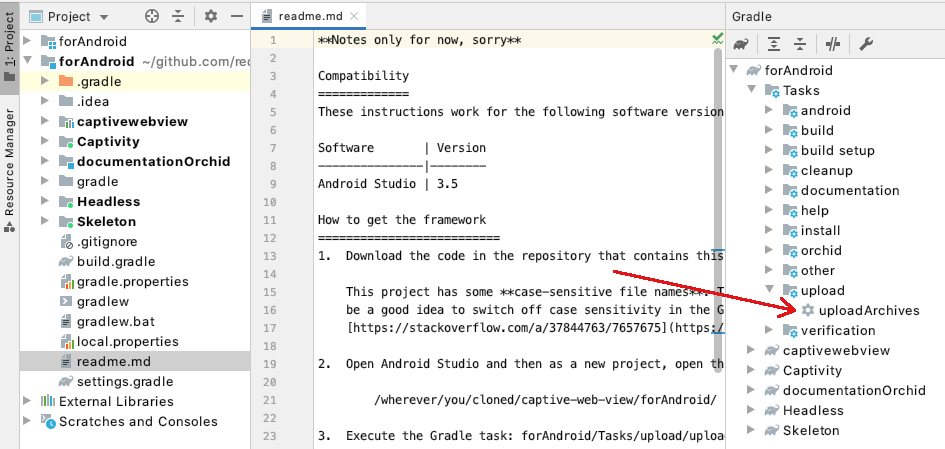 Project
readme.md
Gradle
1: Project
Resource Manager
forAndroid
forAndroid ~/github.com/rec
.gradle
.idea
captivewebview
Captivity
documentationOrchid
gradle
Headless
Skeleton
.gitignore
build.gradle
gradle.properties
gradlew
gradlew.bat
local.properties
readme.md
settings.gradle
External Libraries
Scratches and Consoles
1 **Notes only for now, sorry**
2
3 Compatibility
4 =============
5 These instructions work for the following software version
6
7 Software | Version
8 ---------------|--------
9 Android Studio | 3.5
10
11 How to get the framework
12 ==========================
13 1. Download the code in the repository that contains this
14
15 This project has some **case-sensitive file names**. T
16 be a good idea to switch off case sensitivity in the G
17 [https://stackoverflow.com/a/37844763/7657675](https:/
18
19 2. Open Android Studio and then as a new project, open th
20
21 /wherever/you/cloned/captive-web-view/forAndroid/
22
23 3. Execute the Gradle task: forAndroid/Tasks/upload/uploa
forAndroid
Tasks
android
build
build setup
cleanup
documentation
help
install
orchid
other
upload
uploadArchives
verification
captivewebview
Captivity
documentationOrchid
Headless
Skeleton